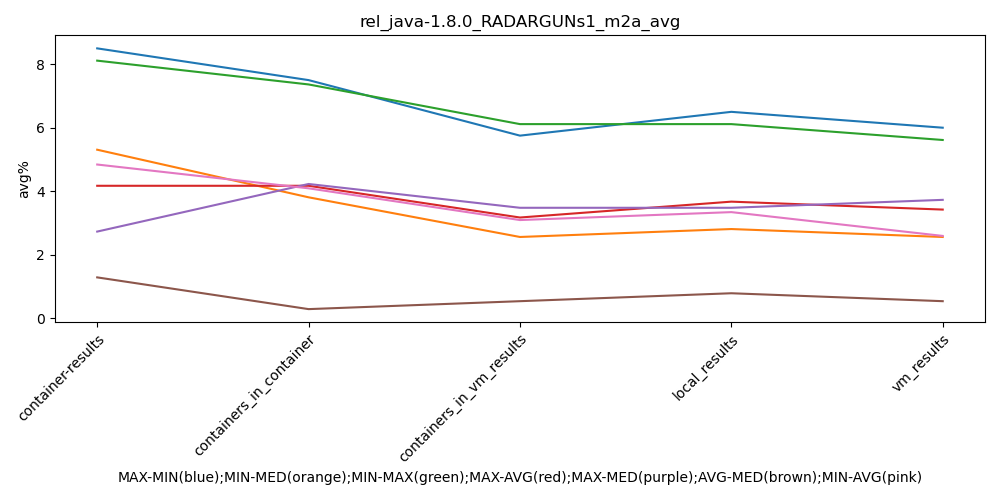 rel_java-1.8.0_RADARGUNs1_m2a_avg
avg%
8
6
4
2
0
container-results
containers_in_container
containers_in_vm_results
local_results
vm_results
MAX-MIN(blue);MIN-MED(orange);MIN-MAX(green);MAX-AVG(red);MAX-MED(purple);AVG-MED(brown);MIN-AVG(pink)